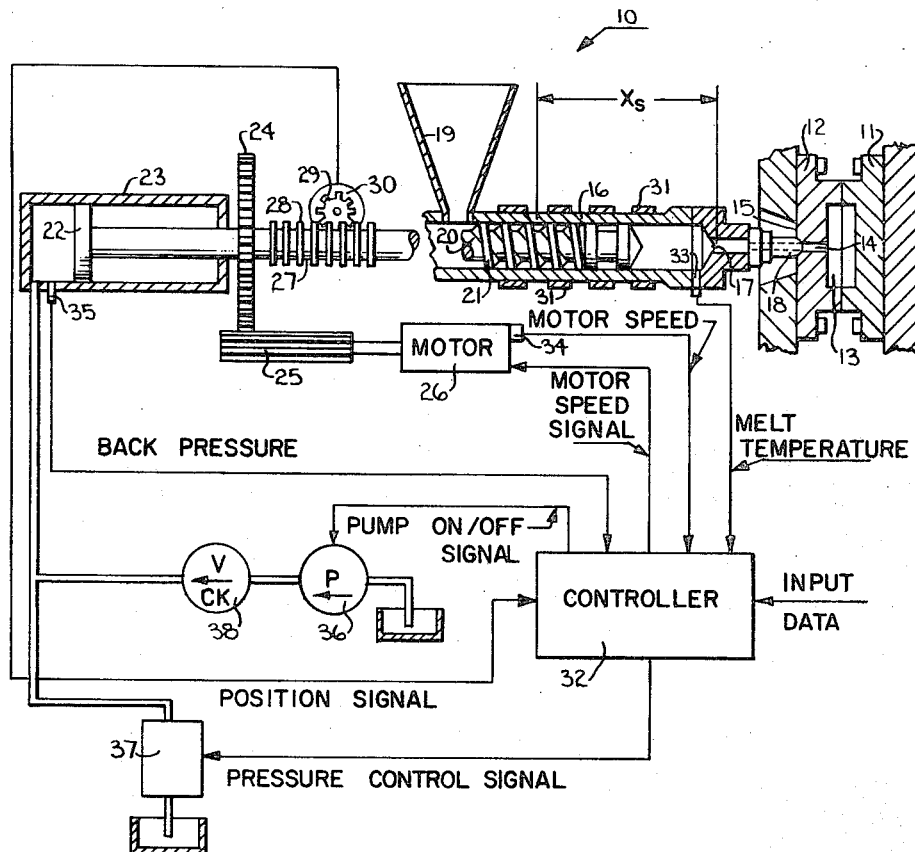 10
X_S
12
11
24
19
23
29
30
31
28
16
15
22
20
33
14
27
21
31
17
18
35
MOTOR SPEED
13
MOTOR
34
25
26
MOTOR
SPEED
SIGNAL
BACK PRESSURE
MELT
TEMPERATURE
PUMP ON/OFF
SIGNAL
V
CK
P
38
36
CONTROLLER
INPUT
DATA
32
POSITION SIGNAL
37
PRESSURE CONTROL SIGNAL